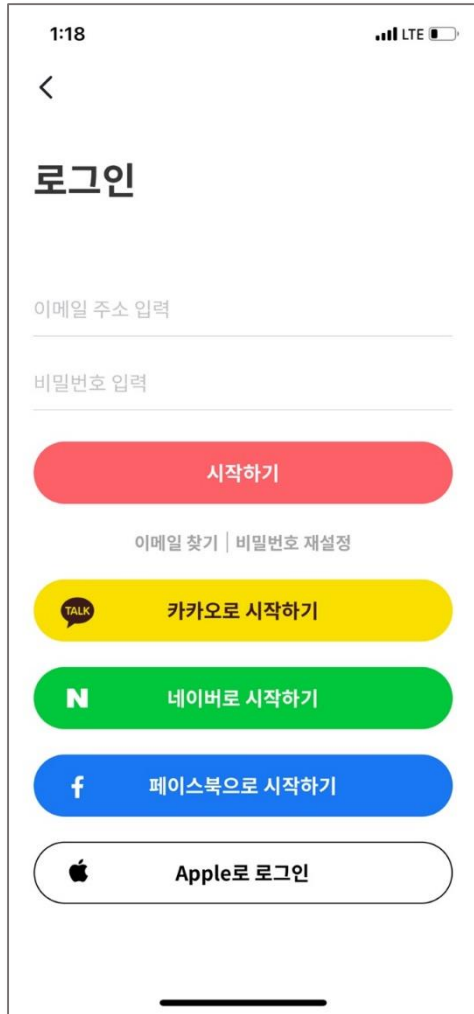 1:18
LTE
로그인
이메일 주소 입력
비밀번호 입력
시작하기
이메일 찾기 | 비밀번호 재설정
TALK 카카오로 시작하기
N 네이버로 시작하기
f 페이스북으로 시작하기
Apple로 로그인